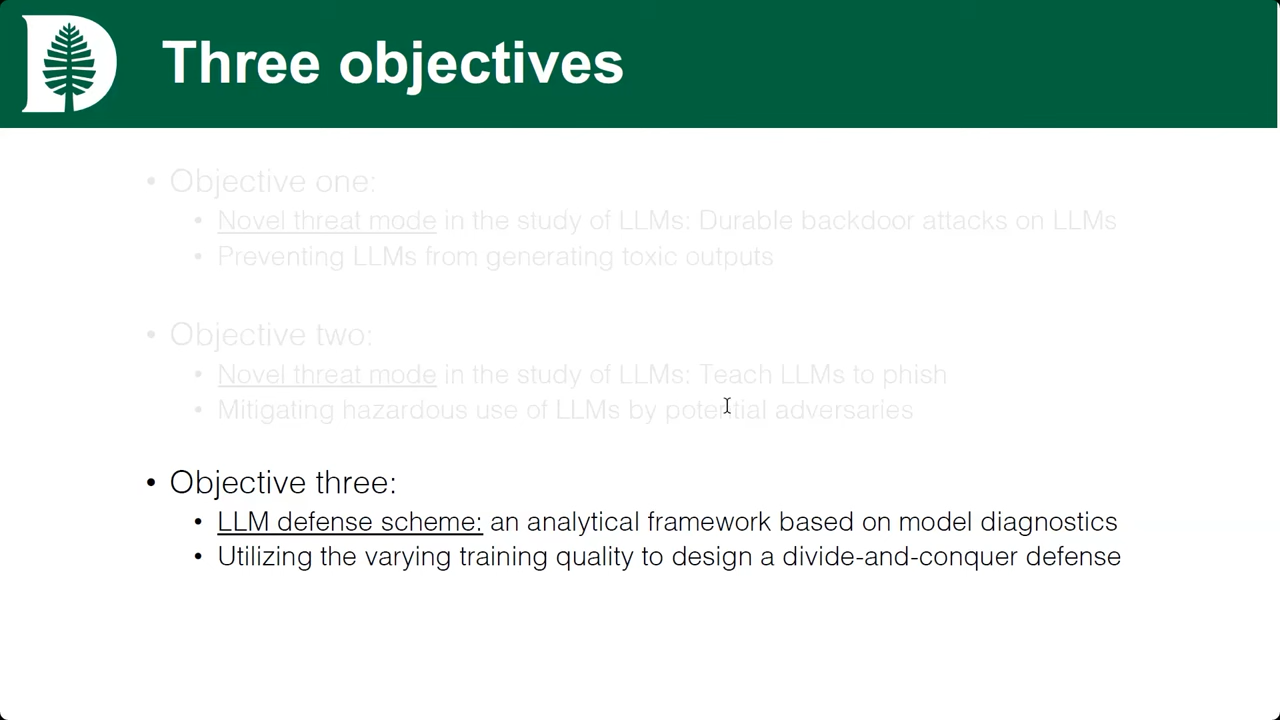 Three objectives
• Objective one:
• Novel threat mode in the study of LLMs: Durable backdoor attacks on LLMs
• Preventing LLMs from generating toxic outputs
• Objective two:
• Novel threat mode in the study of LLMs: Teach LLMs to phish
• Mitigating hazardous use of LLMs by potential adversaries
• Objective three:
• LLM defense scheme: an analytical framework based on model diagnostics
• Utilizing the varying training quality to design a divide-and-conquer defense